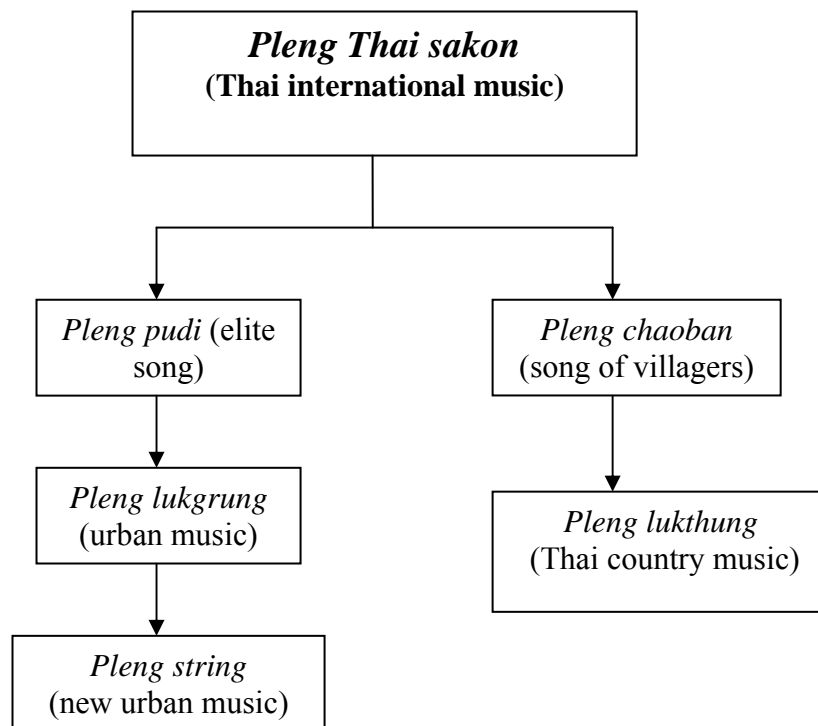 Pleng Thai sakon
(Thai international music)
Pleng pudi (elite
song)
Pleng chaoban
(song of villagers)
Pleng lukgrung
(urban music)
Pleng lukthung
(Thai country music)
Pleng string
(new urban music)